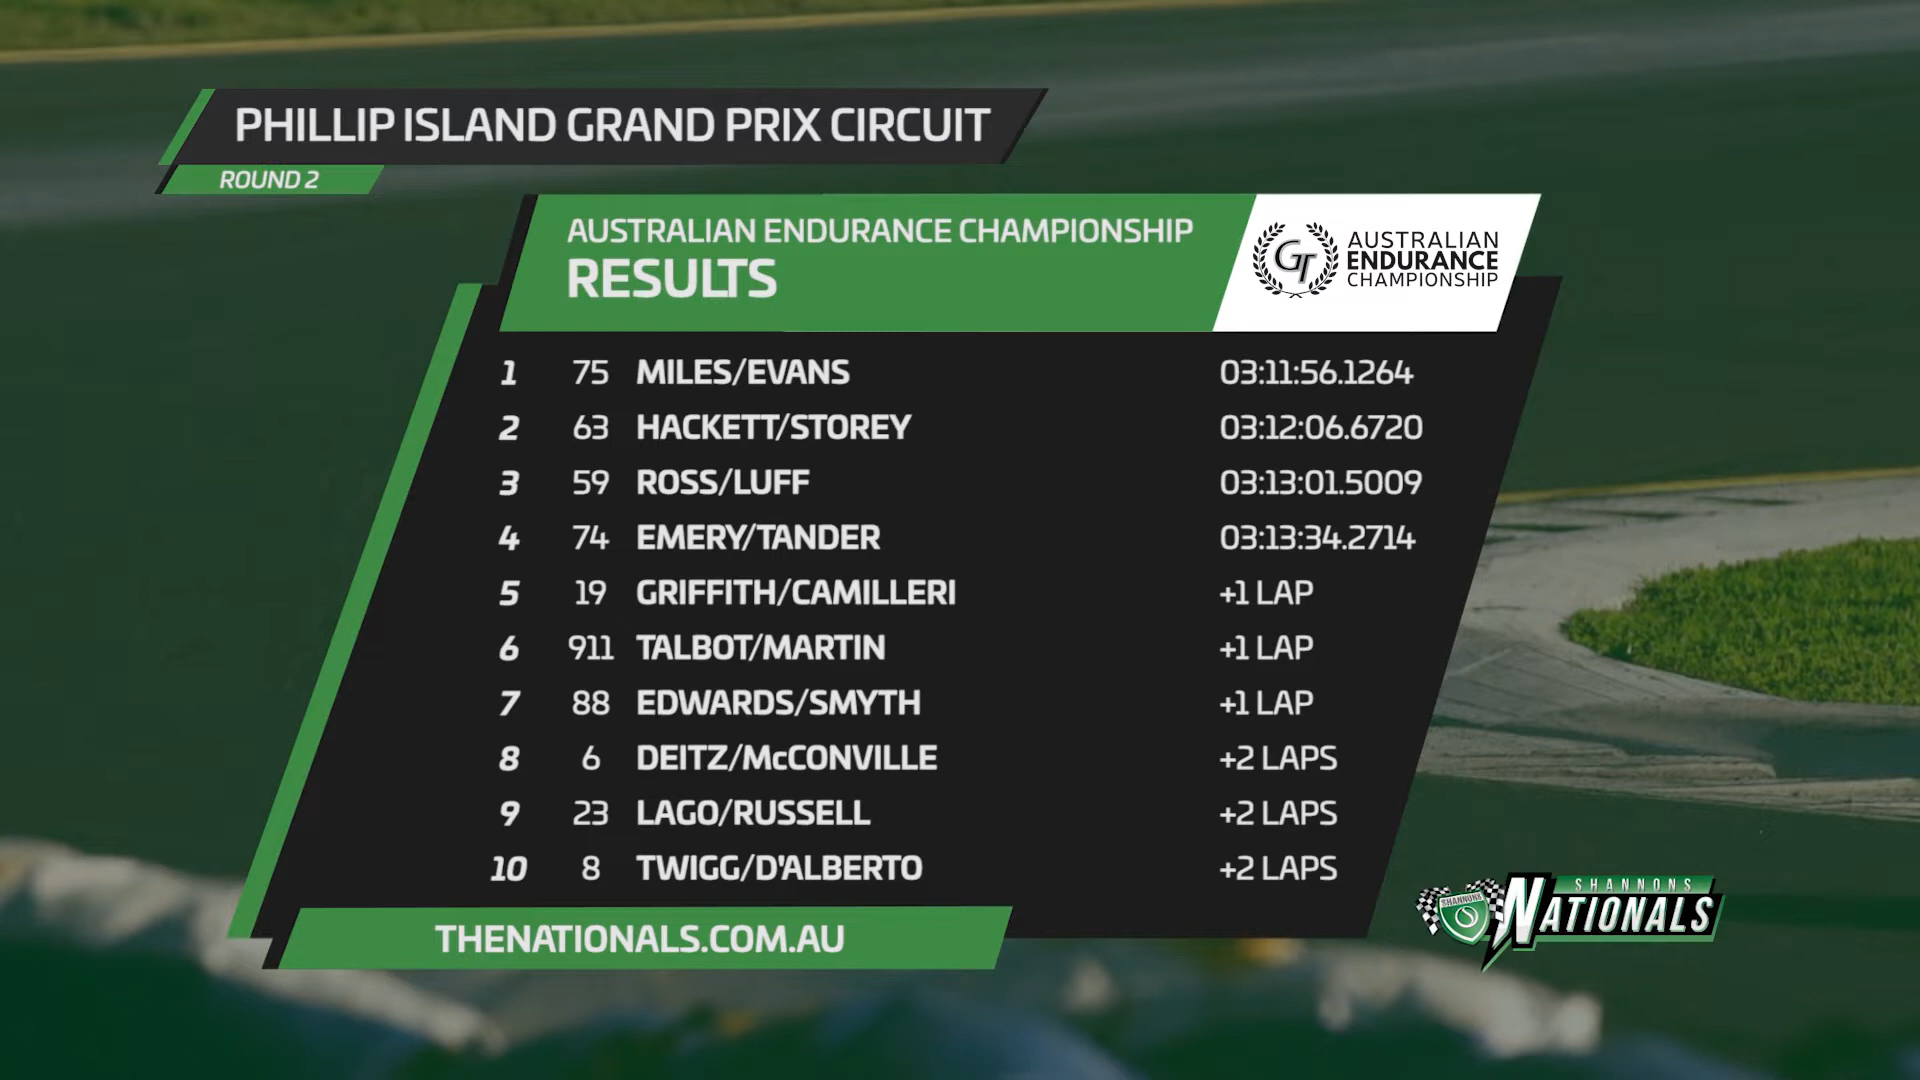 PHILLIP ISLAND GRAND PRIX CIRCUIT
ROUND 2
AUSTRALIAN ENDURANCE CHAMPIONSHIP
RESULTS
GT
AUSTRALIAN
ENDURANCE
CHAMPIONSHIP
1 75 MILES/EVANS 03:11:56.1264
2 63 HACKETT/STOREY 03:12:06.6720
3 59 ROSS/LUFF 03:13:01.5009
4 74 EMERY/TANDER 03:13:34.2714
5 19 GRIFFITH/CAMILLERI +1 LAP
6 911 TALBOT/MARTIN +1 LAP
7 88 EDWARDS/SMYTH +1 LAP
8 6 DEITZ/McCONVILLE +2 LAPS
9 23 LAGO/RUSSELL +2 LAPS
10 8 TWIGG/D'ALBERTO +2 LAPS
THENATIONALS.COM.AU
SHANNONS
SHANNONS
NATIONALS